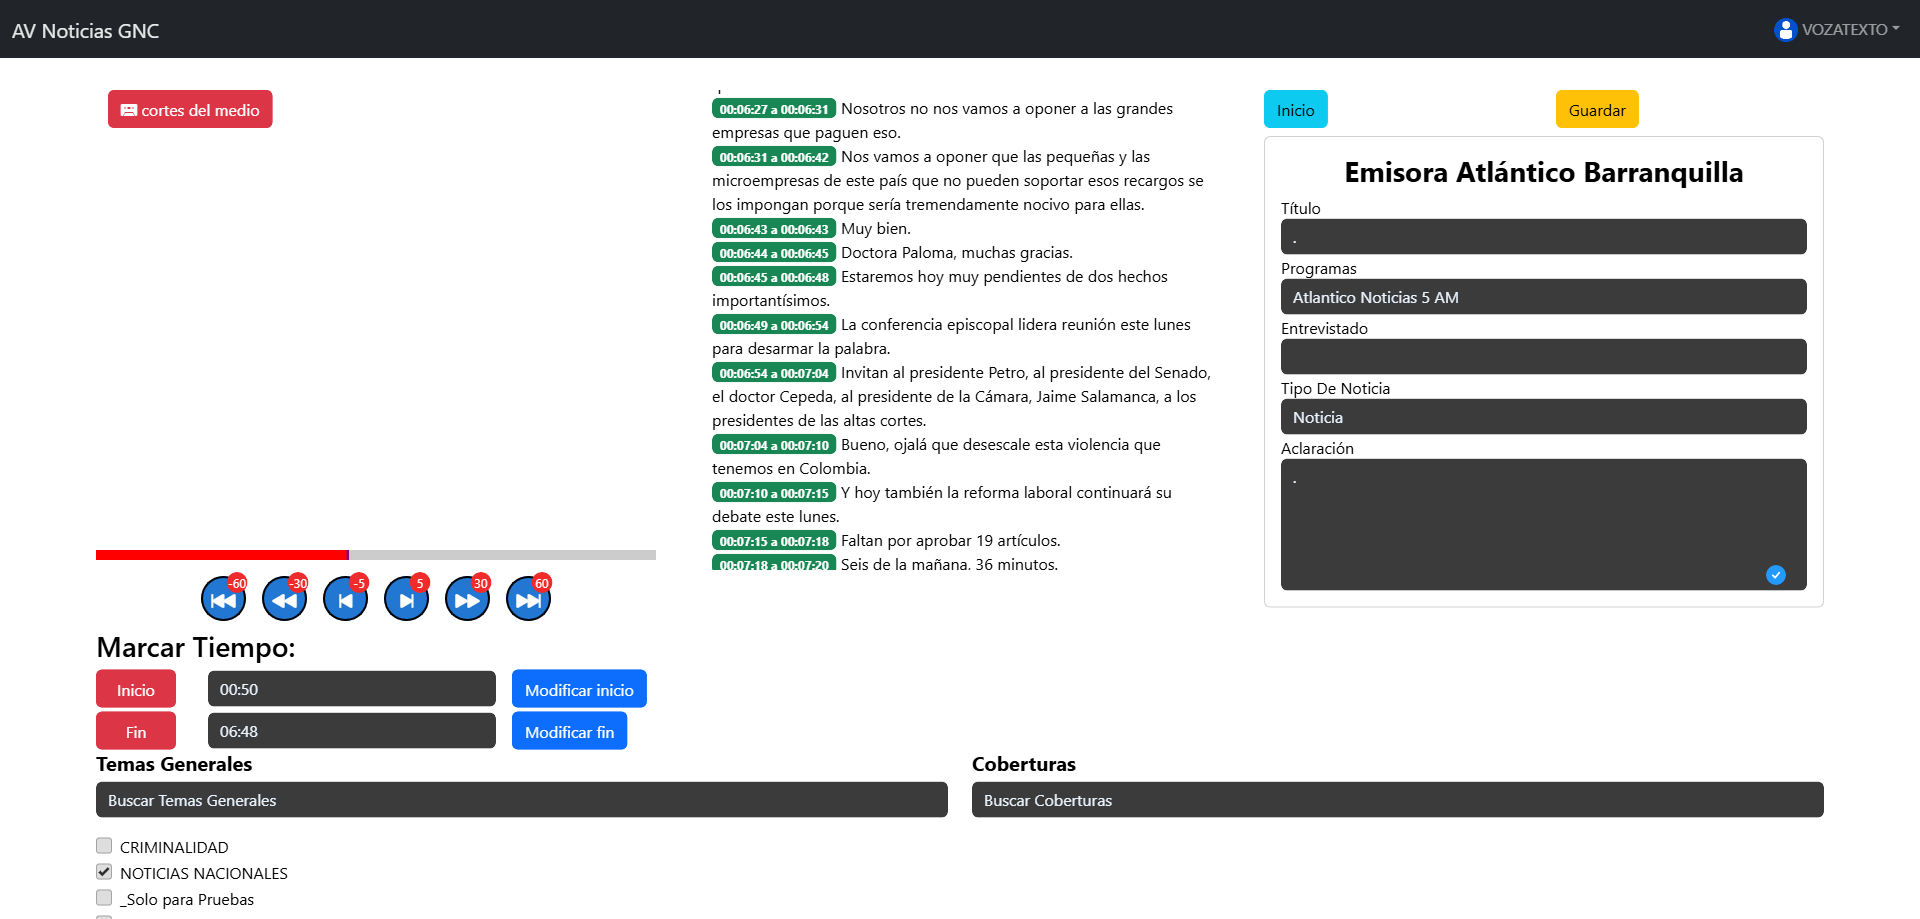 AV Noticias GNC
VOZATEXTO
cortes del medio
-60
-30
-5
5
30
60
Marcar Tiempo:
Inicio
00:50
Modificar inicio
Fin
06:48
Modificar fin
00:06:27 a 00:06:31 Nosotros no nos vamos a oponer a las grandes
empresas que paguen eso.
00:06:31 a 00:06:42 Nos vamos a oponer que las pequeñas y las
microempresas de este país que no pueden soportar esos recargos se
los impongan porque sería tremendamente nocivo para ellas.
00:06:43 a 00:06:43 Muy bien.
00:06:44 a 00:06:45 Doctora Paloma, muchas gracias.
00:06:45 a 00:06:48 Estaremos hoy muy pendientes de dos hechos
importantísimos.
00:06:49 a 00:06:54 La conferencia episcopal lidera reunión este lunes
para desarmar la palabra.
00:06:54 a 00:07:04 Invitan al presidente Petro, al presidente del Senado,
el doctor Cepeda, al presidente de la Cámara, Jaime Salamanca, a los
presidentes de las altas cortes.
00:07:04 a 00:07:10 Bueno, ojalá que desescale esta violencia que
tenemos en Colombia.
00:07:10 a 00:07:15 Y hoy también la reforma laboral continuará su
debate este lunes.
00:07:15 a 00:07:18 Faltan por aprobar 19 artículos.
00:07:18 a 00:07:20 Seis de la mañana. 36 minutos.
Inicio
Guardar
Emisora Atlántico Barranquilla
Título
.
Programas
Atlantico Noticias 5 AM
Entrevistado
Tipo De Noticia
Noticia
Aclaración
.
Temas Generales
Buscar Temas Generales
CRIMINALIDAD
NOTICIAS NACIONALES
_Solo para Pruebas
Coberturas
Buscar Coberturas